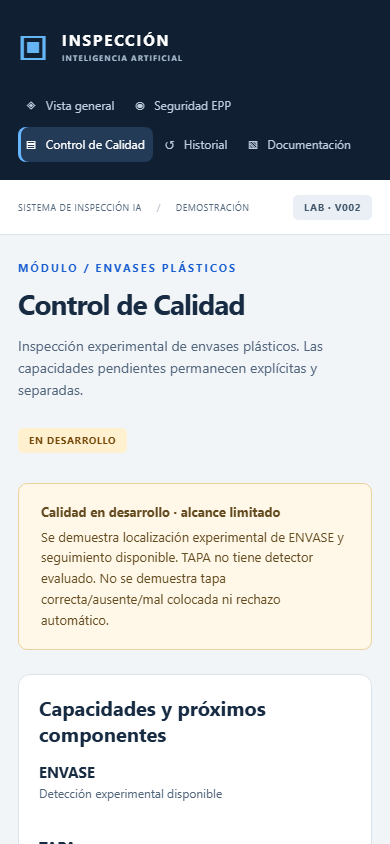 INSPECCIÓN
INTELIGENCIA ARTIFICIAL
Vista general
Seguridad EPP
Control de Calidad
Historial
Documentación
SISTEMA DE INSPECCIÓN IA / DEMOSTRACIÓN
LAB · V002
MÓDULO / ENVASES PLÁSTICOS
Control de Calidad
Inspección experimental de envases plásticos. Las
capacidades pendientes permanecen explícitas y
separadas.
EN DESARROLLO
Calidad en desarrollo · alcance limitado
Se demuestra localización experimental de ENVASE y
seguimiento disponible. TAPA no tiene detector
evaluado. No se demuestra tapa
correcta/ausente/mal colocada ni rechazo
automático.
Capacidades y próximos
componentes
ENVASE
Detección experimental disponible